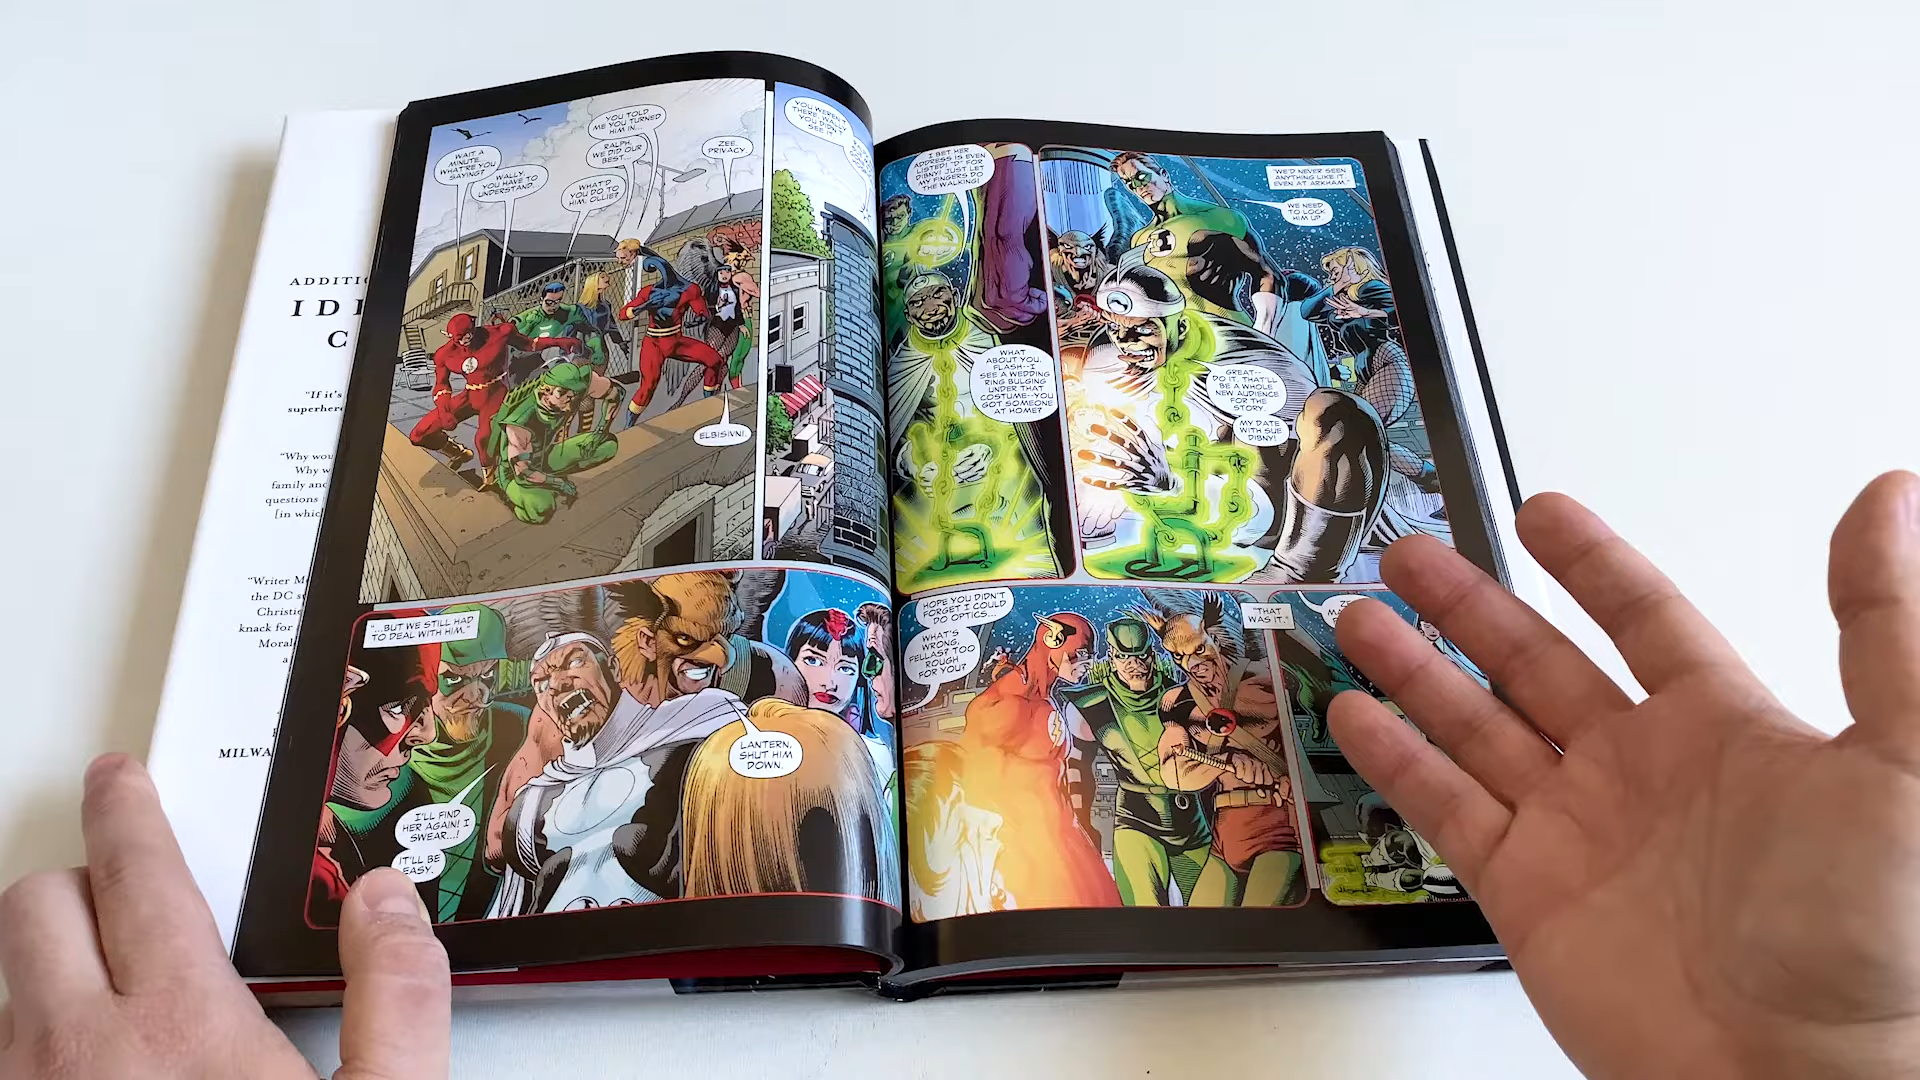 ADDITIO
IDE
C
"If it's
superhero
"Why wou
Why w
family and
questions
[in whic
"Writer M
the DC s
Christi
knack for
Moral
a
MILWA
WAIT A
MINUTE.
WHAT'RE YOU
SAYING?
WALLY,
YOU HAVE TO
UNDERSTAND.
YOU TOLD
ME YOU TURNED
HIM IN...
RALPH,
WE DID OUR
BEST...
WHAT'D
YOU DO TO
HIM, OLLIE?
ZEE,
PRIVACY.
ELBISIVNI.
YOU WEREN'T
THERE, WALLY.
YOU DIDN'T
SEE IT.
"...BUT WE STILL HAD
TO DEAL WITH HIM."
I'LL FIND
HER AGAIN! I
SWEAR...!
IT'LL BE
EASY.
LANTERN,
SHUT HIM
DOWN.
I BET HER
ADDRESS IS EVEN
LISTED! "D" FOR
DIBNY! JUST LET
MY FINGERS DO
THE WALKING!
WHAT
ABOUT YOU,
FLASH--I
SEE A WEDDING
RING BULGING
UNDER THAT
COSTUME--YOU
GOT SOMEONE
AT HOME?
"WE'D NEVER SEEN
ANYTHING LIKE IT.
EVEN AT ARKHAM."
WE NEED
TO LOCK
HIM UP.
GREAT--
DO IT. THAT'LL
BE A WHOLE
NEW AUDIENCE
FOR THE
STORY.
MY DATE
WITH SUE
DIBNY!
HOPE YOU DIDN'T
FORGET I COULD
DO OPTICS...
WHAT'S
WRONG,
FELLAS? TOO
ROUGH
FOR YOU?
"THAT
WAS IT."